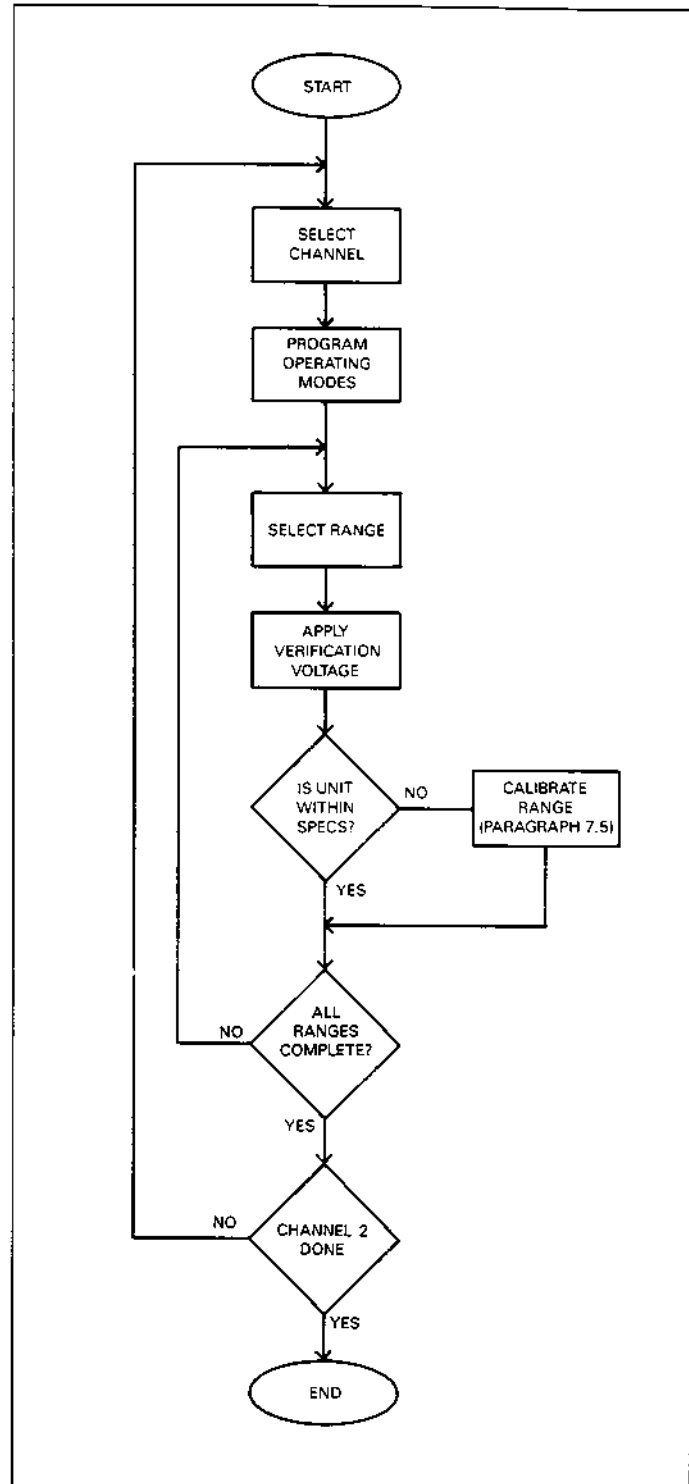 START
SELECT
CHANNEL
PROGRAM
OPERATING
MODES
SELECT RANGE
APPLY
VERIFICATION
VOLTAGE
IS UNIT
WITHIN
SPECS?
NO
CALIBRATE
RANGE
(PARAGRAPH 7.5)
YES
ALL
RANGES
COMPLETE?
NO
YES
CHANNEL 2
DONE
NO
YES
END